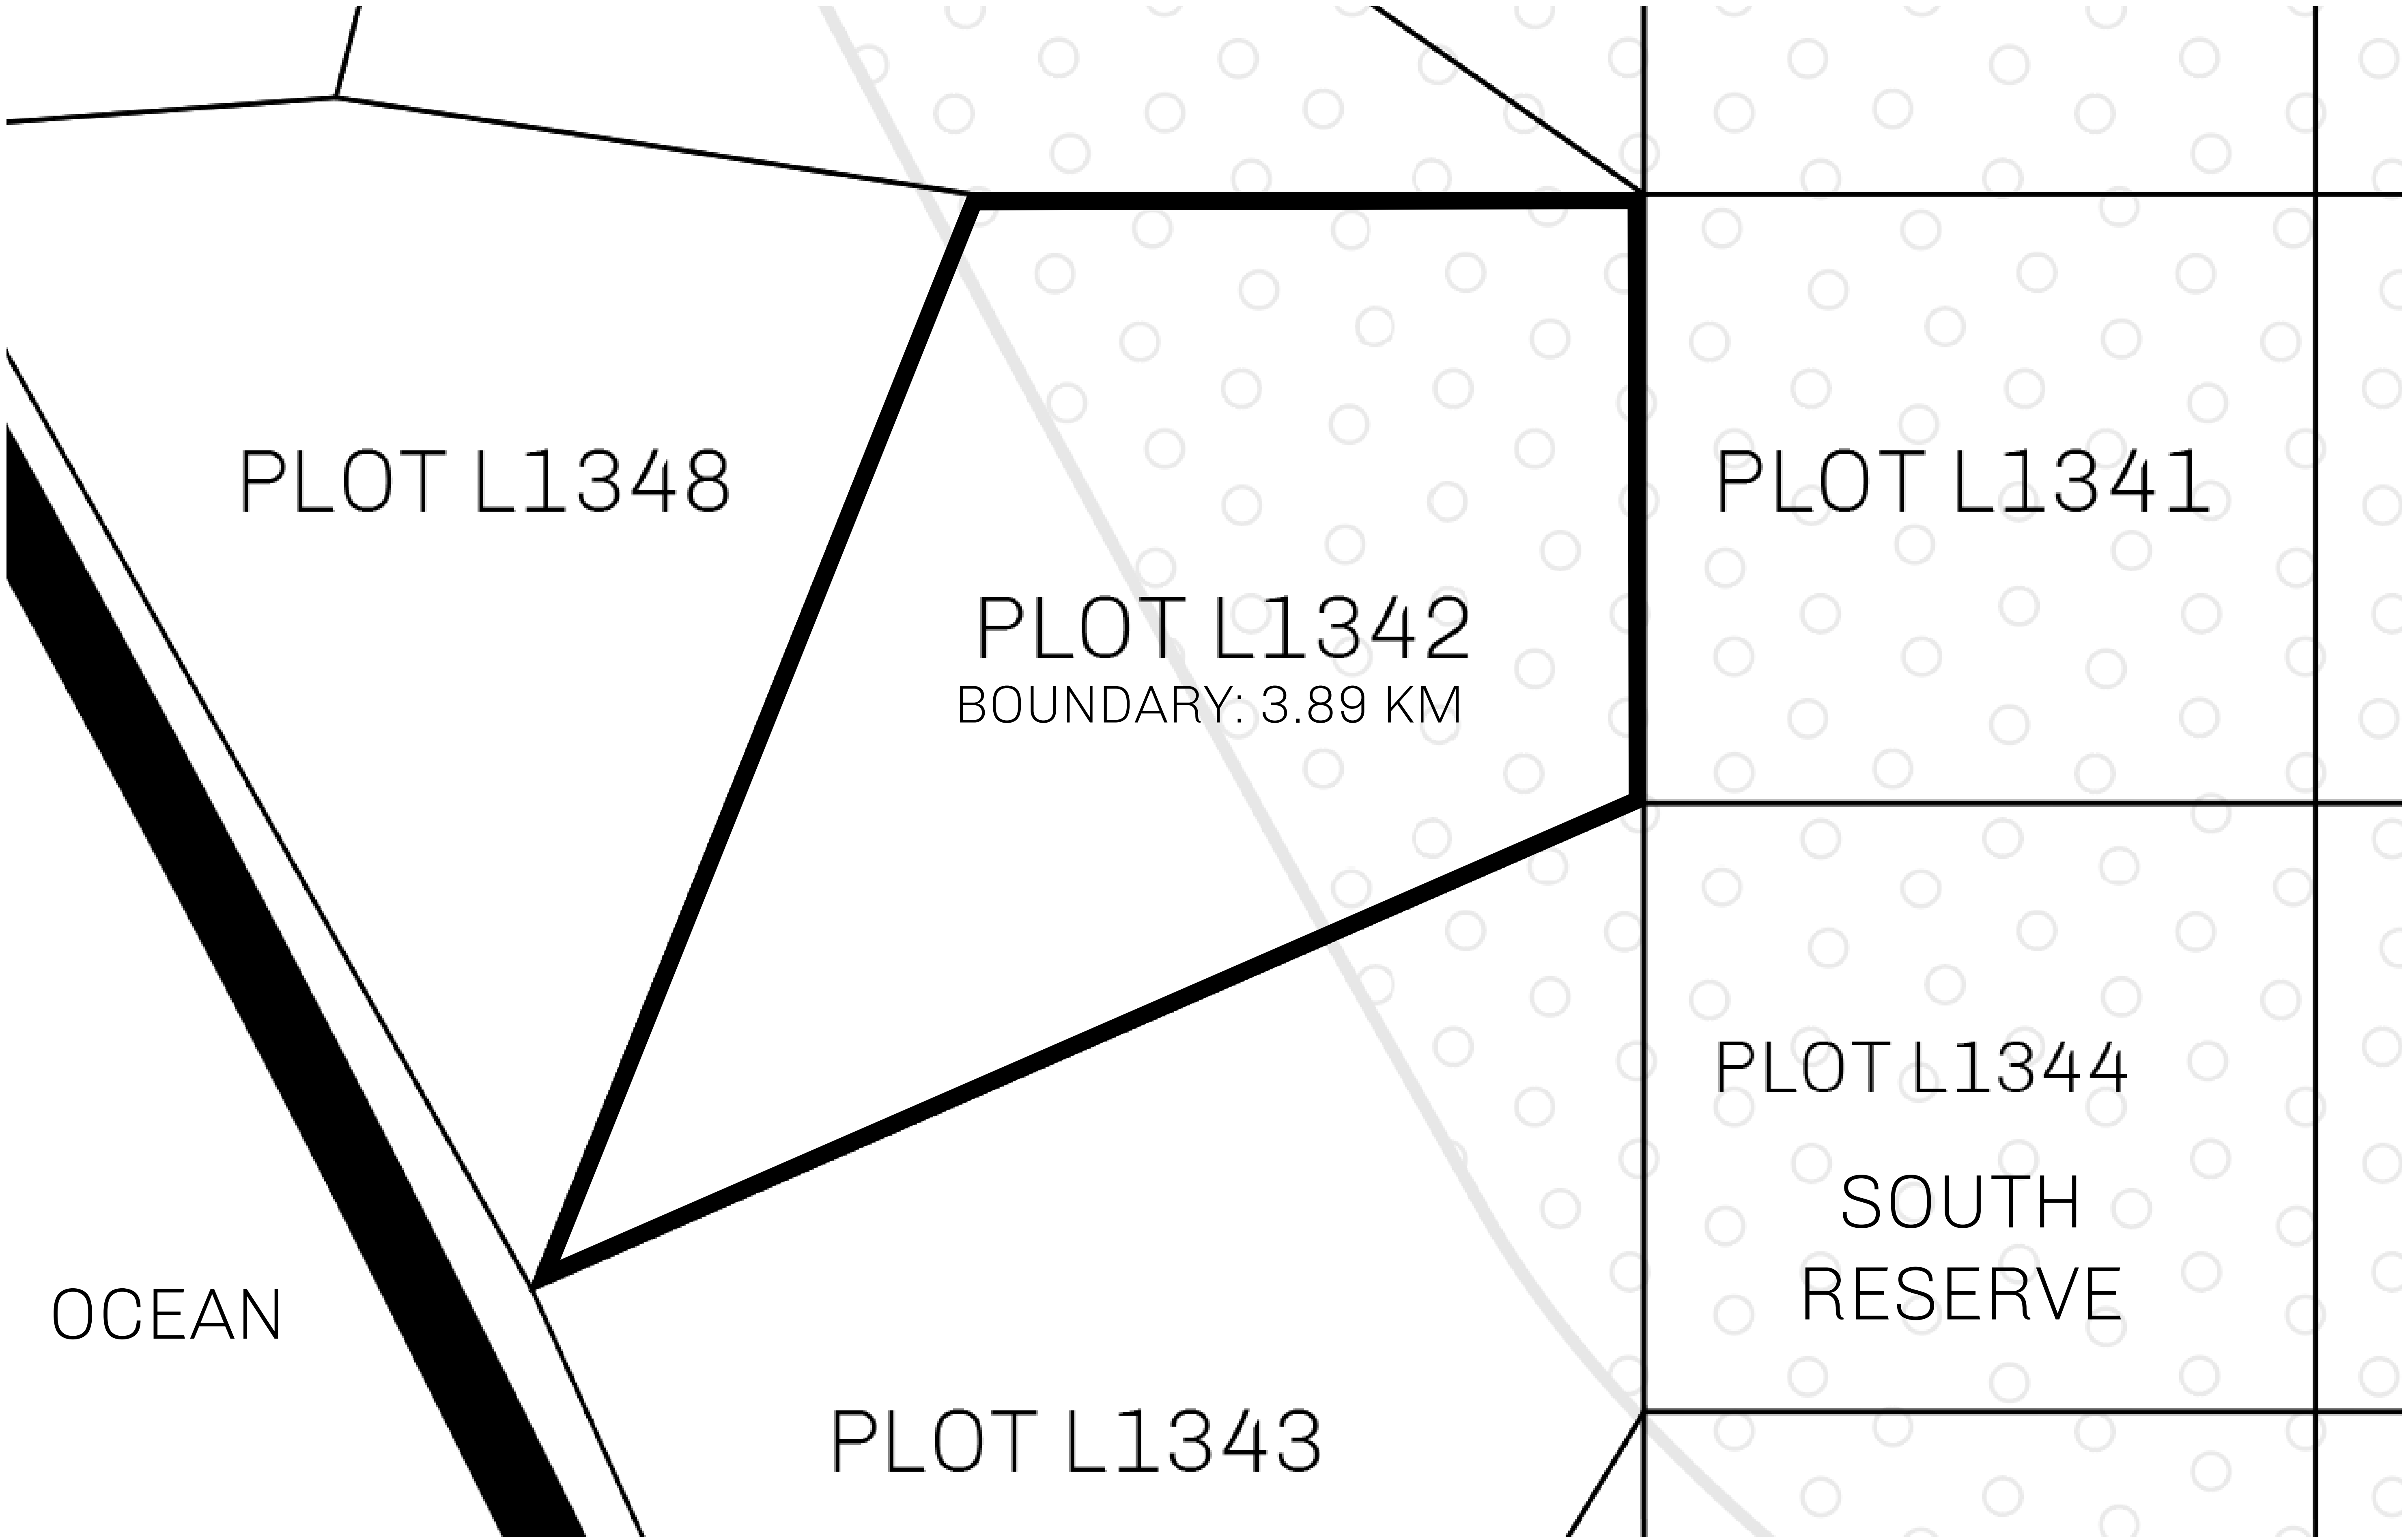 PLOT L1348
PLOT L1341
PLOT L1342
BOUNDARY: 3.89 KM
PLOT L1344
SOUTH
RESERVE
OCEAN
PLOT L1343